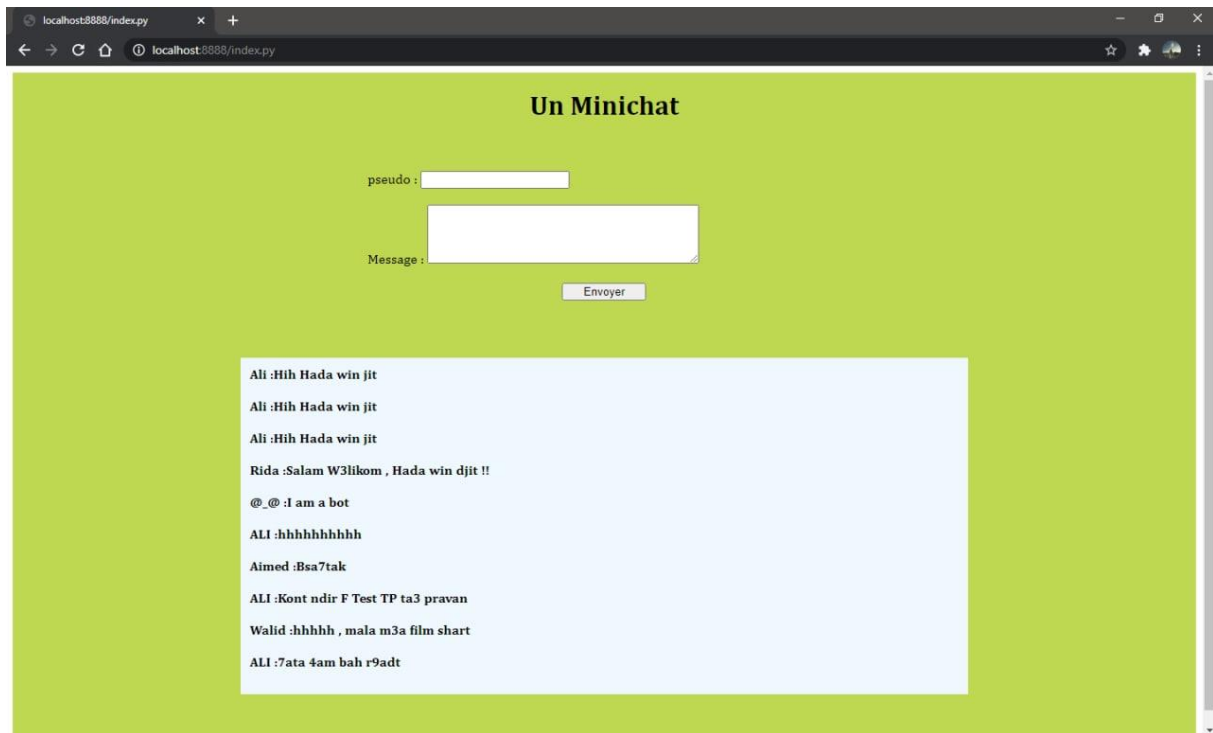 localhost:8888/index.py
localhost:8888/index.py
Un Minichat
pseudo :
Message :
Envoyer
Ali :Hih Hada win jit
Ali :Hih Hada win jit
Ali :Hih Hada win jit
Rida :Salam W3likom , Hada win djit !!
@_@ :I am a bot
ALI :hhhhhhhhhh
Aimed :Bsa7tak
ALI :Kont ndir F Test TP ta3 pravan
Walid :hhhhh , mala m3a film shart
ALI :7ata 4am bah r9adt